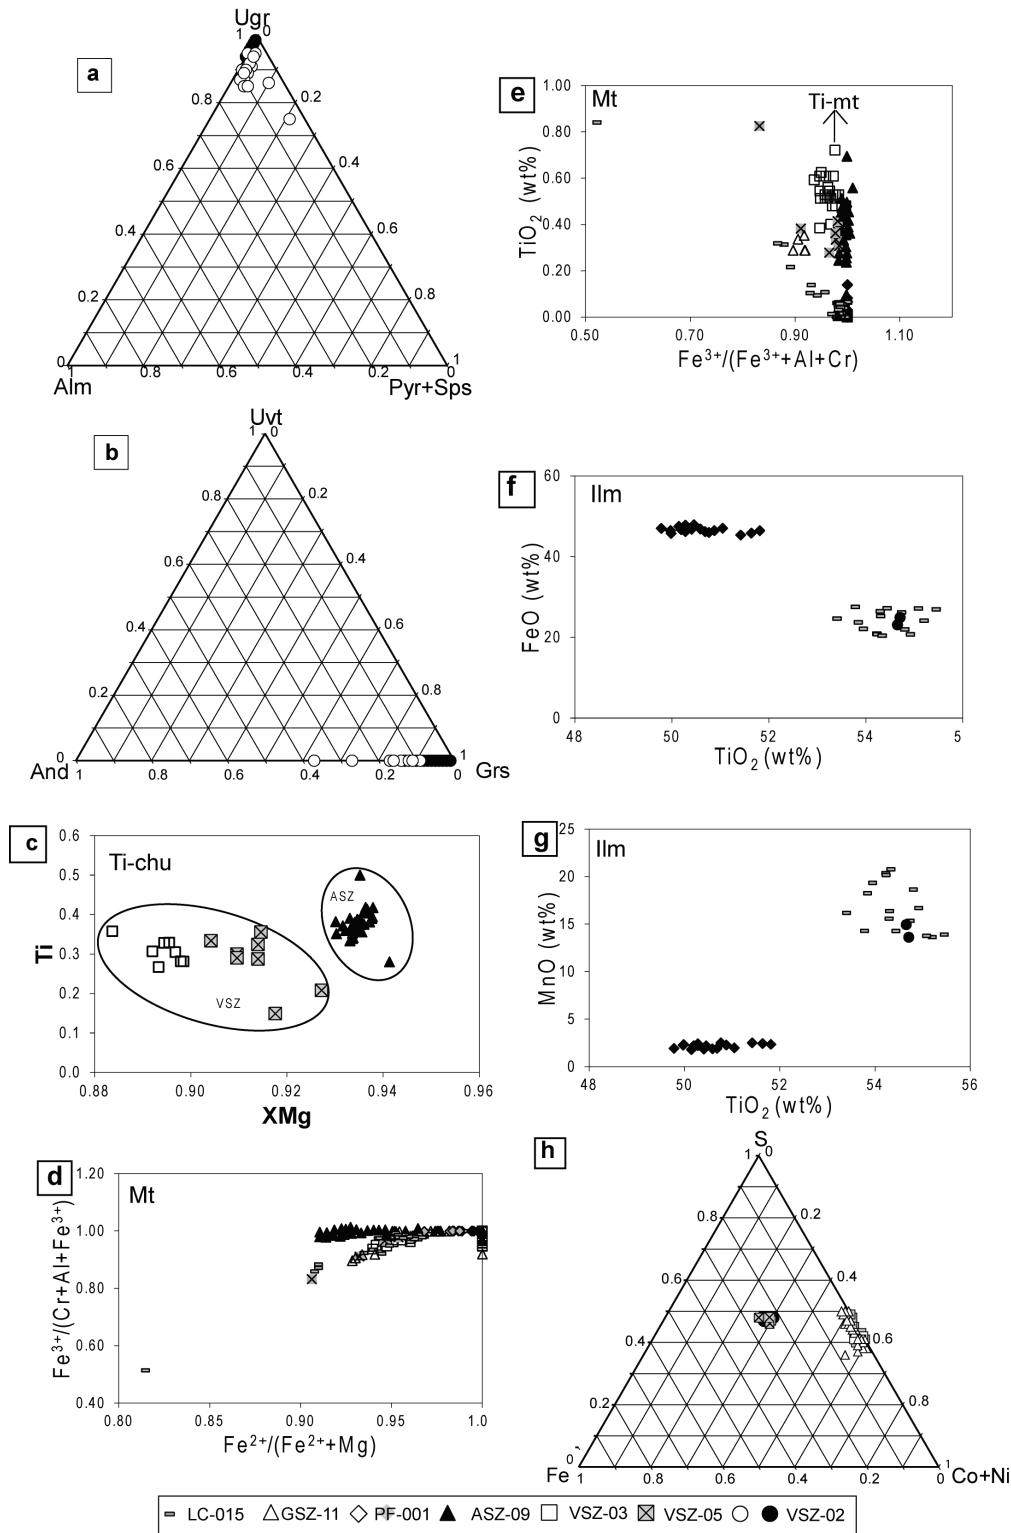 a
Ugr
1 0
0.8 0.2
0.6 0.4
0.4 0.6
0.2 0.8
0 1
1 0.8 0.6 0.4 0.2 0
Alm Pyr+Sps
b
Uvt
1 0
0.8 0.2
0.6 0.4
0.4 0.6
0.2 0.8
0 1
And Grs
1 0.8 0.6 0.4 0.2 0
c
Ti-chu
Ti
0.6
0.5
0.4
0.3
0.2
0.1
0.0
ASZ
VSZ
0.88 0.90 0.92 0.94 0.96
XMg
d
Mt
Fe³⁺/(Cr+Al+Fe³⁺)
1.20
1.00
0.80
0.60
0.40
0.80 0.85 0.90 0.95 1.0
Fe²⁺/(Fe²⁺+Mg)
e
Mt
Ti-mt
TiO₂ (wt%)
1.00
0.80
0.60
0.40
0.20
0.00
0.50 0.70 0.90 1.10
Fe³⁺/(Fe³⁺+Al+Cr)
f
Ilm
FeO (wt%)
60
40
20
0
48 50 52 54 5
TiO₂ (wt%)
g
Ilm
MnO (wt%)
25
20
15
10
5
0
48 50 52 54 56
TiO₂ (wt%)
h
S
1 0
0.8 0.2
0.6 0.4
0.4 0.6
0.2 0.8
0 1
Fe Co+Ni
1 0.8 0.6 0.4 0.2 0
LC-015 GSZ-11 PF-001 ASZ-09 VSZ-03 VSZ-05 VSZ-02